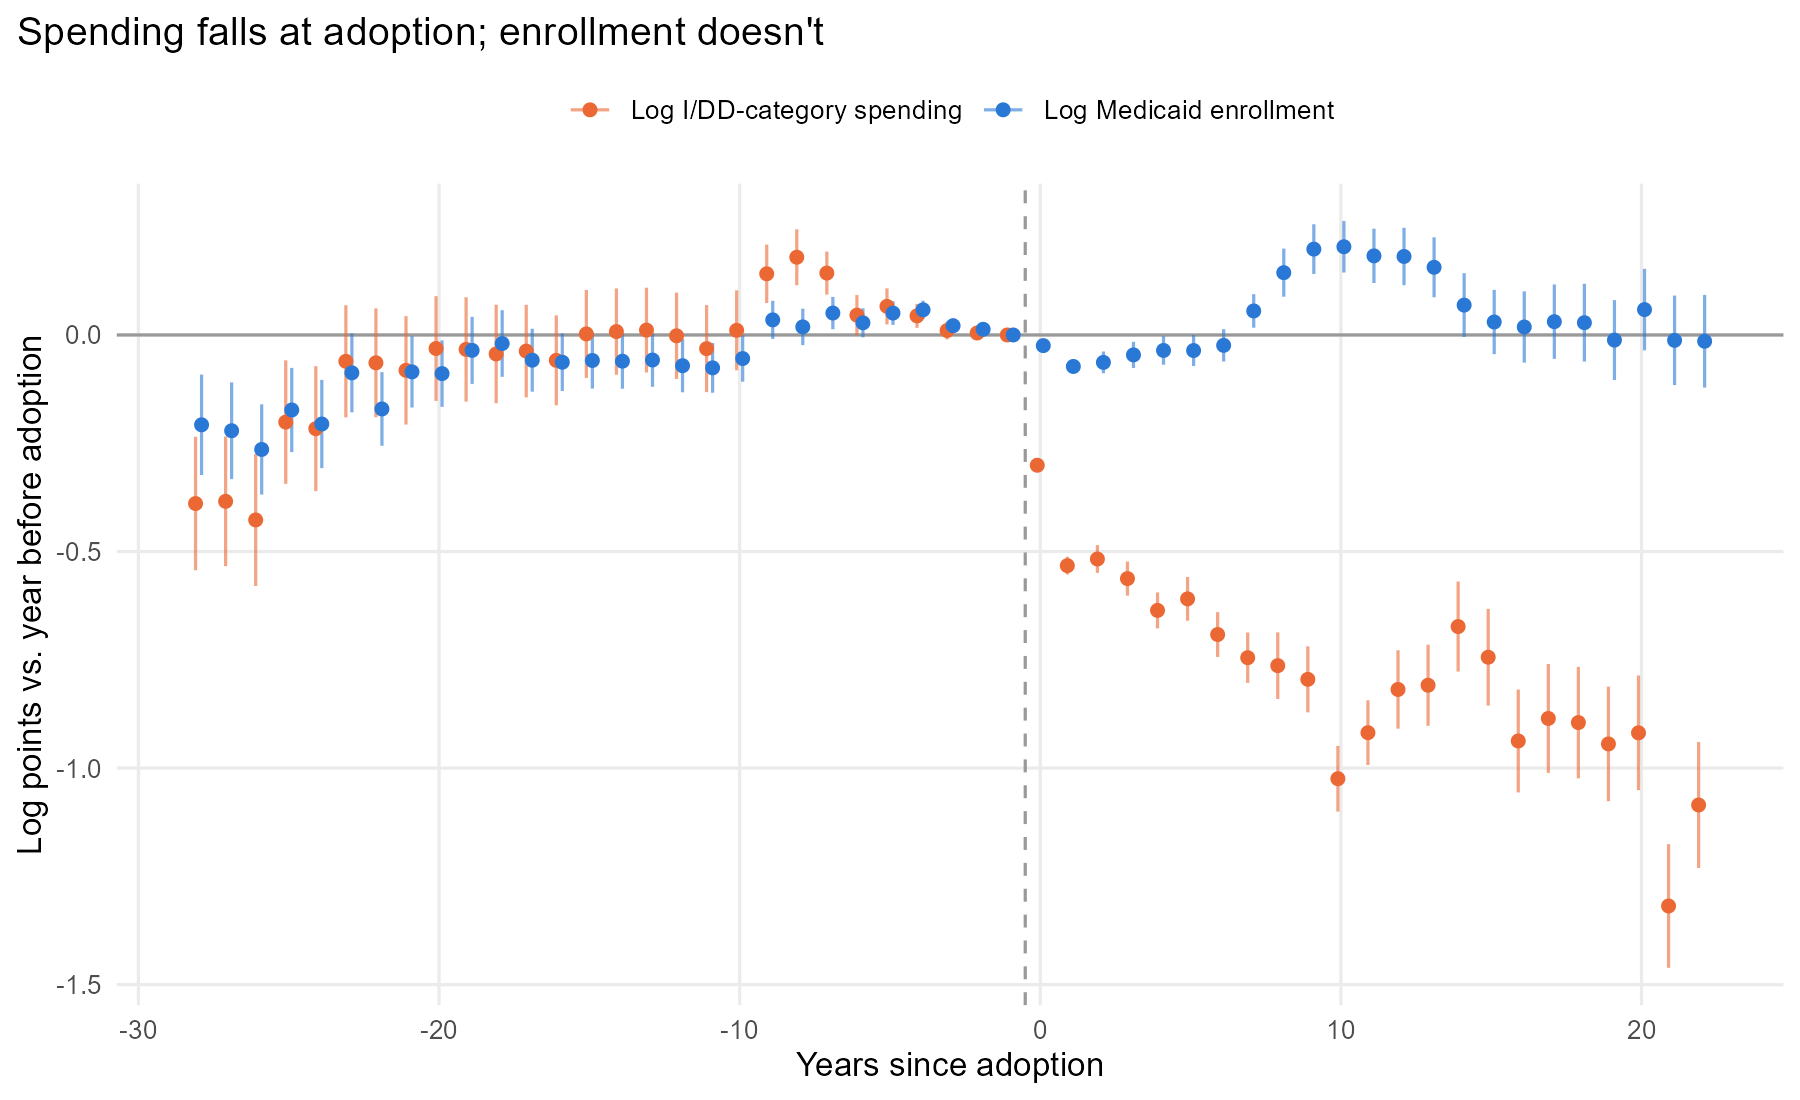 Spending falls at adoption; enrollment doesn't
Log I/DD-category spending
Log Medicaid enrollment
Log points vs. year before adoption
0.0
-0.5
-1.0
-1.5
-30
-20
-10
0
10
20
Years since adoption